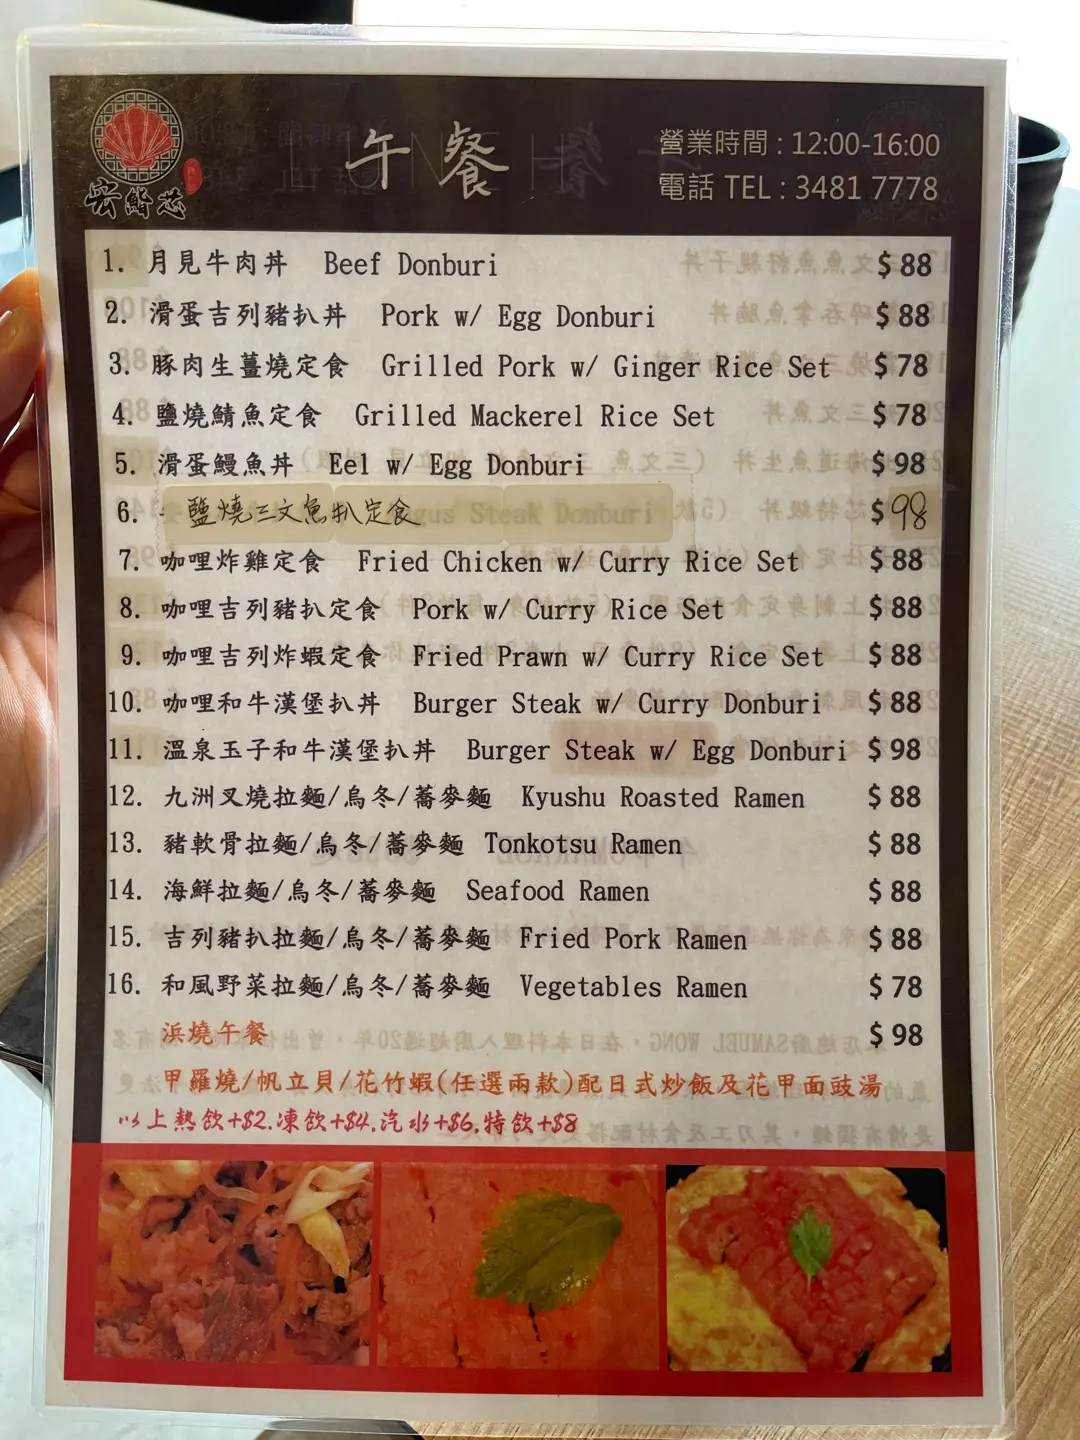 宏鮨芯
午餐
營業時間 : 12:00-16:00
電話 TEL : 3481 7778
1. 月見牛肉丼 Beef Donburi $ 88
2. 滑蛋吉列豬扒丼 Pork w/ Egg Donburi $ 88
3. 豚肉生薑燒定食 Grilled Pork w/ Ginger Rice Set $ 78
4. 鹽燒鯖魚定食 Grilled Mackerel Rice Set $ 78
5. 滑蛋鰻魚丼 Eel w/ Egg Donburi $ 98
6. 鹽燒三文魚扒定食 $ 98
7. 咖哩炸雞定食 Fried Chicken w/ Curry Rice Set $ 88
8. 咖哩吉列豬扒定食 Pork w/ Curry Rice Set $ 88
9. 咖哩吉列炸蝦定食 Fried Prawn w/ Curry Rice Set $ 88
10. 咖哩和牛漢堡扒丼 Burger Steak w/ Curry Donburi $ 88
11. 溫泉玉子和牛漢堡扒丼 Burger Steak w/ Egg Donburi $ 98
12. 九洲叉燒拉麵/烏冬/蕎麥麵 Kyushu Roasted Ramen $ 88
13. 豬軟骨拉麵/烏冬/蕎麥麵 Tonkotsu Ramen $ 88
14. 海鮮拉麵/烏冬/蕎麥麵 Seafood Ramen $ 88
15. 吉列豬扒拉麵/烏冬/蕎麥麵 Fried Pork Ramen $ 88
16. 和風野菜拉麵/烏冬/蕎麥麵 Vegetables Ramen $ 78
浜燒午餐 $ 98
甲羅燒/帆立貝/花竹蝦(任選兩款)配日式炒飯及花甲面豉湯
以上熱飲+$2.凍飲+$4.汽水+$6.特飲+$8